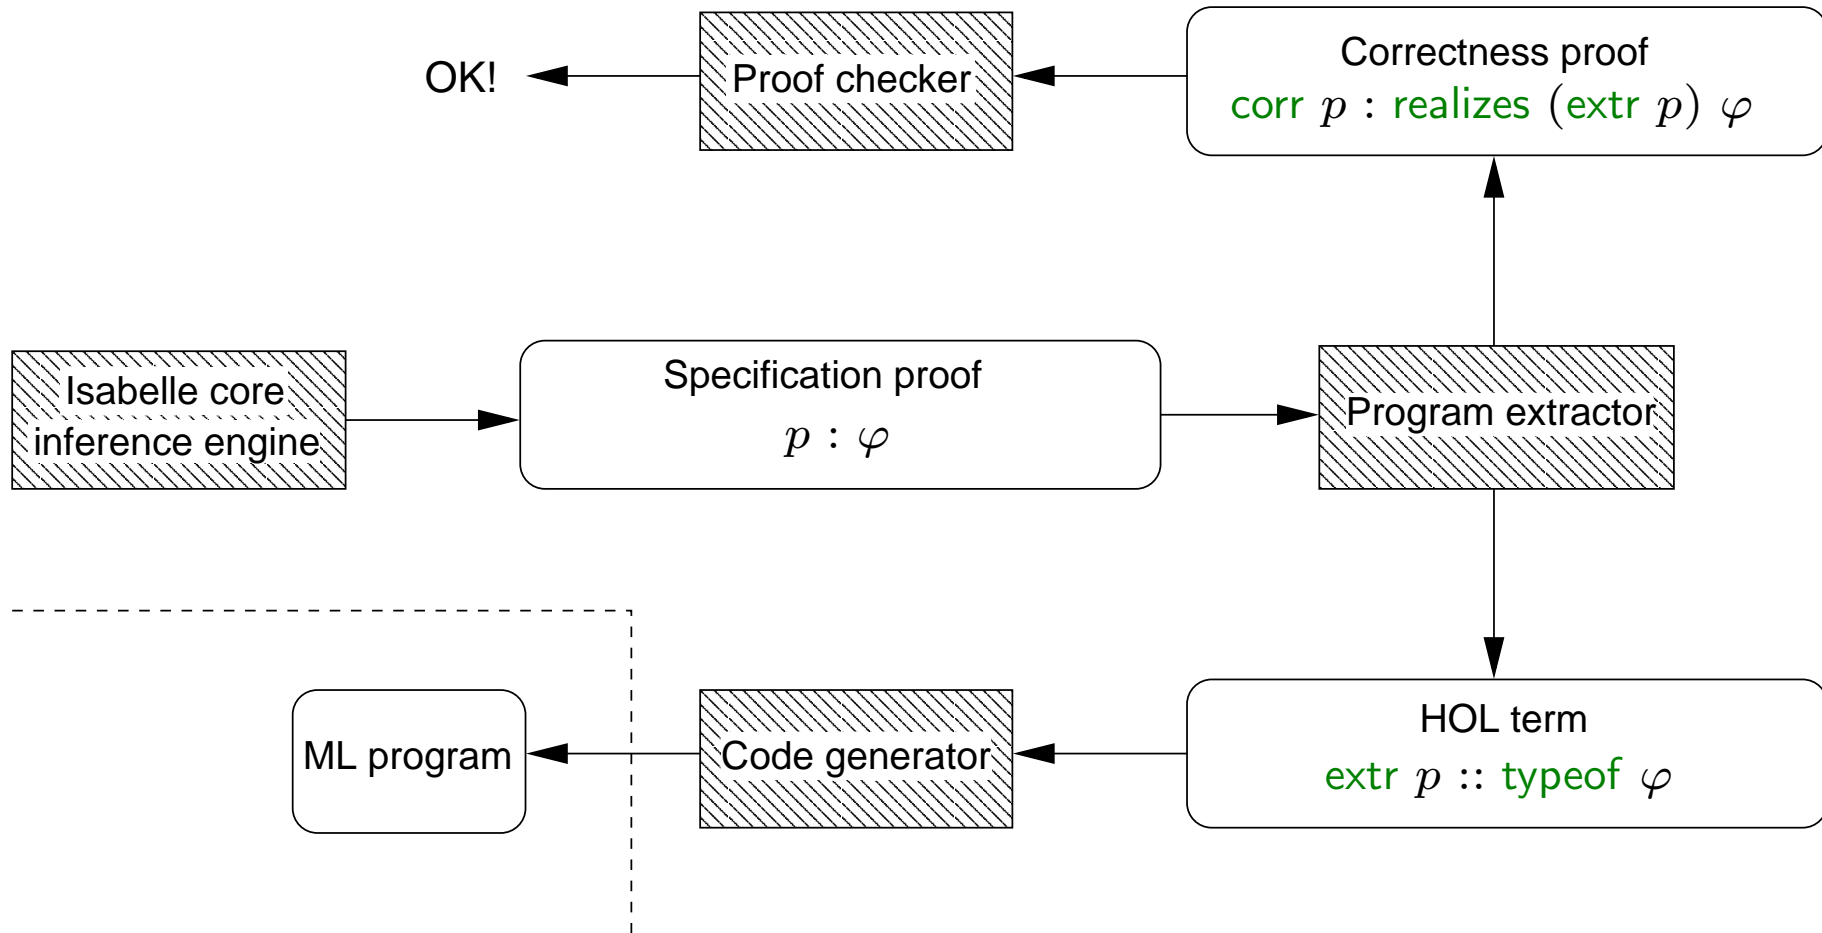 OK!
Proof checker
Correctness proof
corr p : realizes (extr p) φ
Isabelle core
inference engine
Specification proof
p : φ
Program extractor
ML program
Code generator
HOL term
extr p :: typeof φ